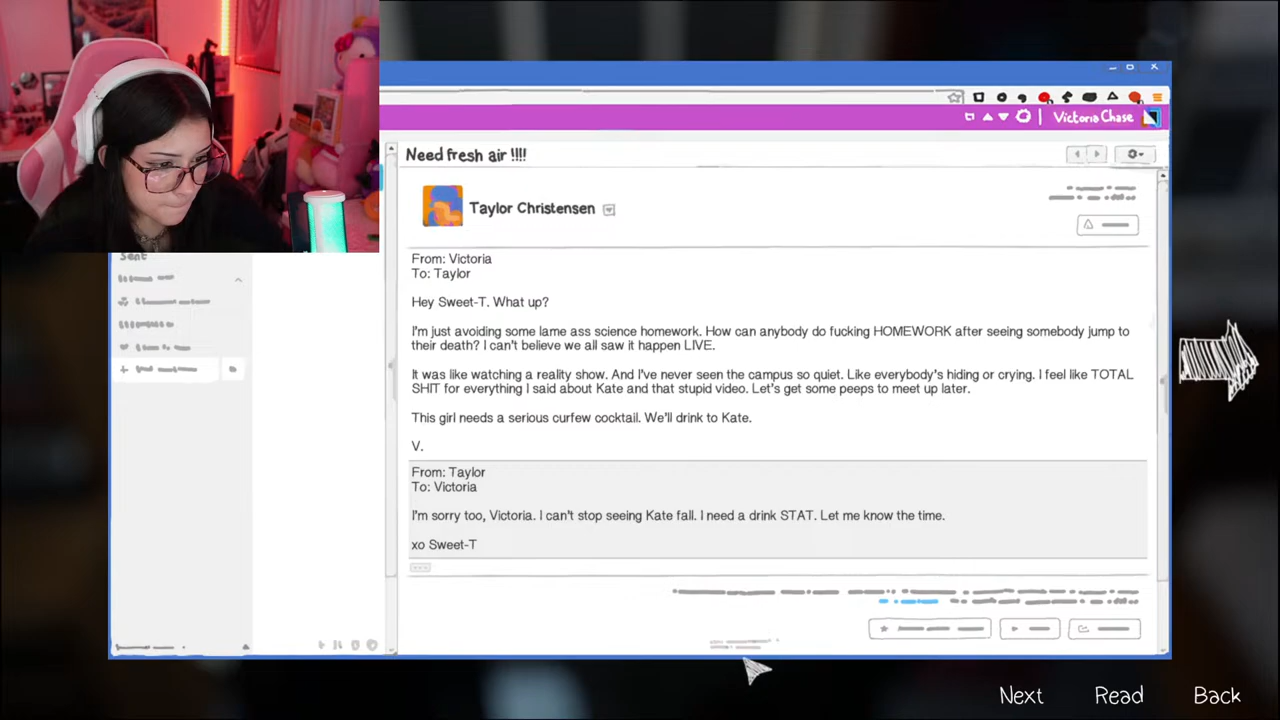 Victoria Chase
Need fresh air !!!!
Taylor Christensen
Sent
From: Victoria
To: Taylor
Hey Sweet-T. What up?
I'm just avoiding some lame ass science homework. How can anybody do fucking HOMEWORK after seeing somebody jump to
their death? I can't believe we all saw it happen LIVE.
It was like watching a reality show. And I've never seen the campus so quiet. Like everybody's hiding or crying. I feel like TOTAL
SHIT for everything I said about Kate and that stupid video. Let's get some peeps to meet up later.
This girl needs a serious curfew cocktail. We'll drink to Kate.
V.
From: Taylor
To: Victoria
I'm sorry too, Victoria. I can't stop seeing Kate fall. I need a drink STAT. Let me know the time.
xo Sweet-T
Next Read Back